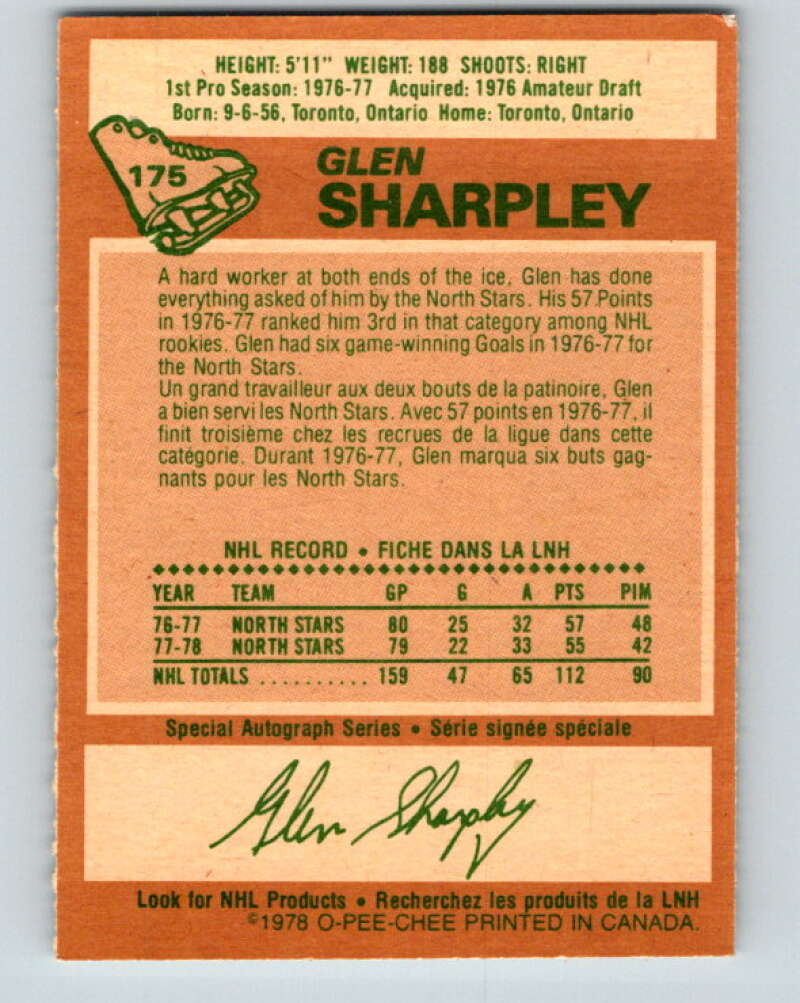 HEIGHT: 5'11" WEIGHT: 188 SHOOTS: RIGHT
1st Pro Season: 1976-77 Acquired: 1976 Amateur Draft
Born: 9-6-56, Toronto, Ontario Home: Toronto, Ontario
175
GLEN
SHARPLEY
A hard worker at both ends of the ice, Glen has done
everything asked of him by the North Stars. His 57 Points
in 1976-77 ranked him 3rd in that category among NHL
rookies. Glen had six game-winning Goals in 1976-77 for
the North Stars.
Un grand travailleur aux deux bouts de la patinoire, Glen
a bien servi les North Stars. Avec 57 points en 1976-77, il
finit troisième chez les recrues de la ligue dans cette
catégorie. Durant 1976-77, Glen marqua six buts gag-
nants pour les North Stars.
NHL RECORD • FICHE DANS LA LNH
YEAR TEAM GP G A PTS PIM
76-77 NORTH STARS 80 25 32 57 48
77-78 NORTH STARS 79 22 33 55 42
NHL TOTALS .......... 159 47 65 112 90
Special Autograph Series • Série signée spéciale
Glen Sharpley
Look for NHL Products • Recherchez les produits de la LNH
©1978 O-PEE-CHEE PRINTED IN CANADA.